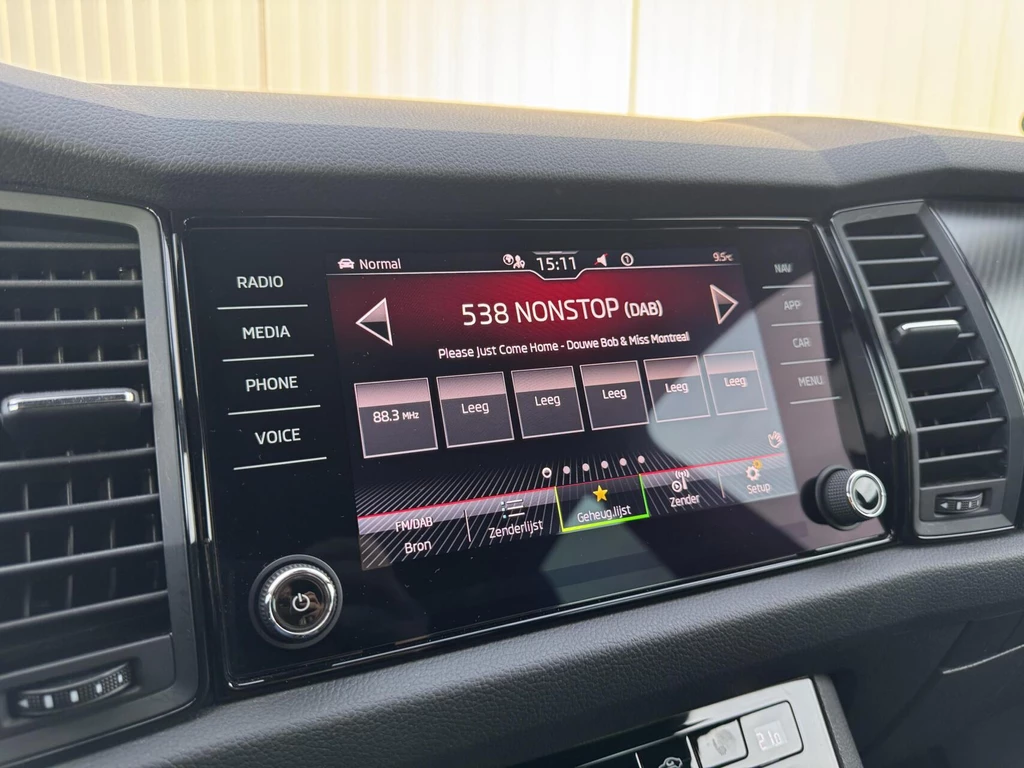 Normal
15:11
9.5°C
RADIO
MEDIA
PHONE
VOICE
538 NONSTOP (DAB)
Please Just Come Home - Douwe Bob & Miss Montreal
88.3 MHz
Leeg
Leeg
Leeg
Leeg
Leeg
FM/DAB
Bron
Zenderlijst
Geheug.lijst
Zender
Setup
NAV
APP
CAR
MENU
21.0